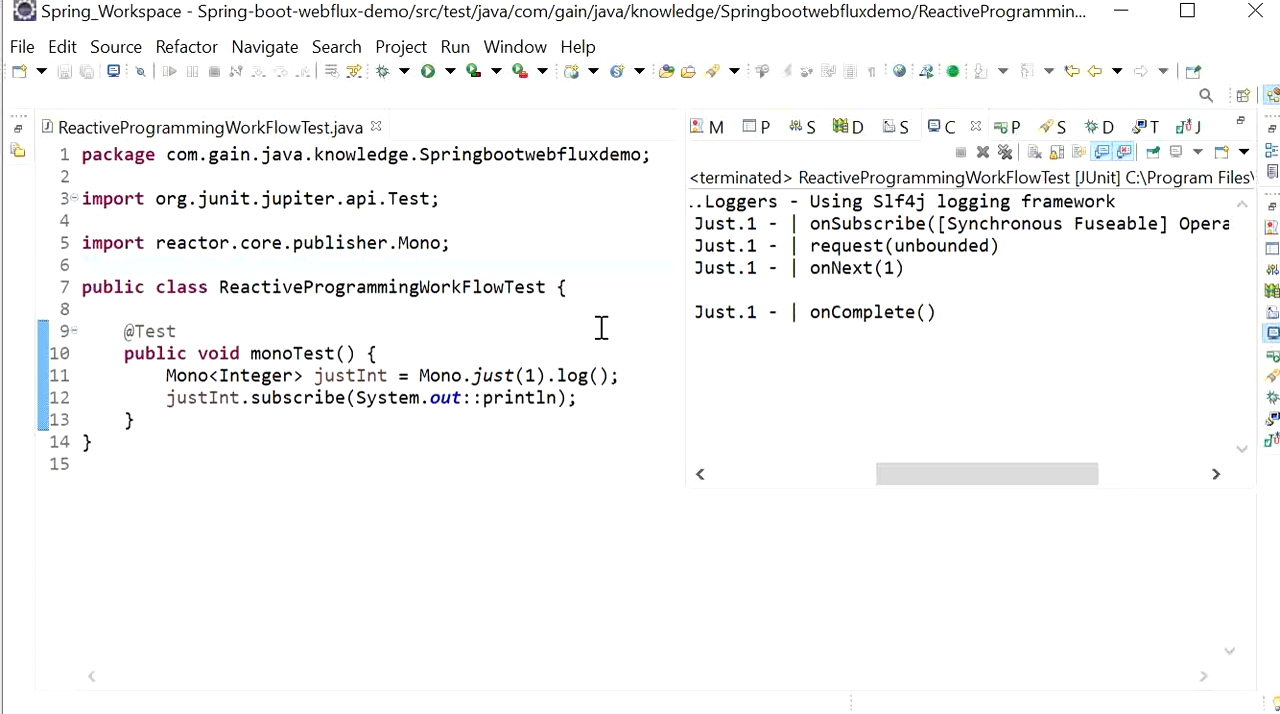 Spring_Workspace - Spring-boot-webflux-demo/src/test/java/com/gain/java/knowledge/Springbootwebfluxdemo/ReactiveProgrammin...
File Edit Source Refactor Navigate Search Project Run Window Help
ReactiveProgrammingWorkFlowTest.java
1 package com.gain.java.knowledge.Springbootwebfluxdemo;
2
3 import org.junit.jupiter.api.Test;
4
5 import reactor.core.publisher.Mono;
6
7 public class ReactiveProgrammingWorkFlowTest {
8
9 @Test
10 public void monoTest() {
11 Mono<Integer> justInt = Mono.just(1).log();
12 justInt.subscribe(System.out::println);
13 }
14 }
15
M P S D S C P S D T J
<terminated> ReactiveProgrammingWorkFlowTest [JUnit] C:\Program Files\
..Loggers - Using Slf4j logging framework
Just.1 - | onSubscribe([Synchronous Fuseable] Opera
Just.1 - | request(unbounded)
Just.1 - | onNext(1)
Just.1 - | onComplete()